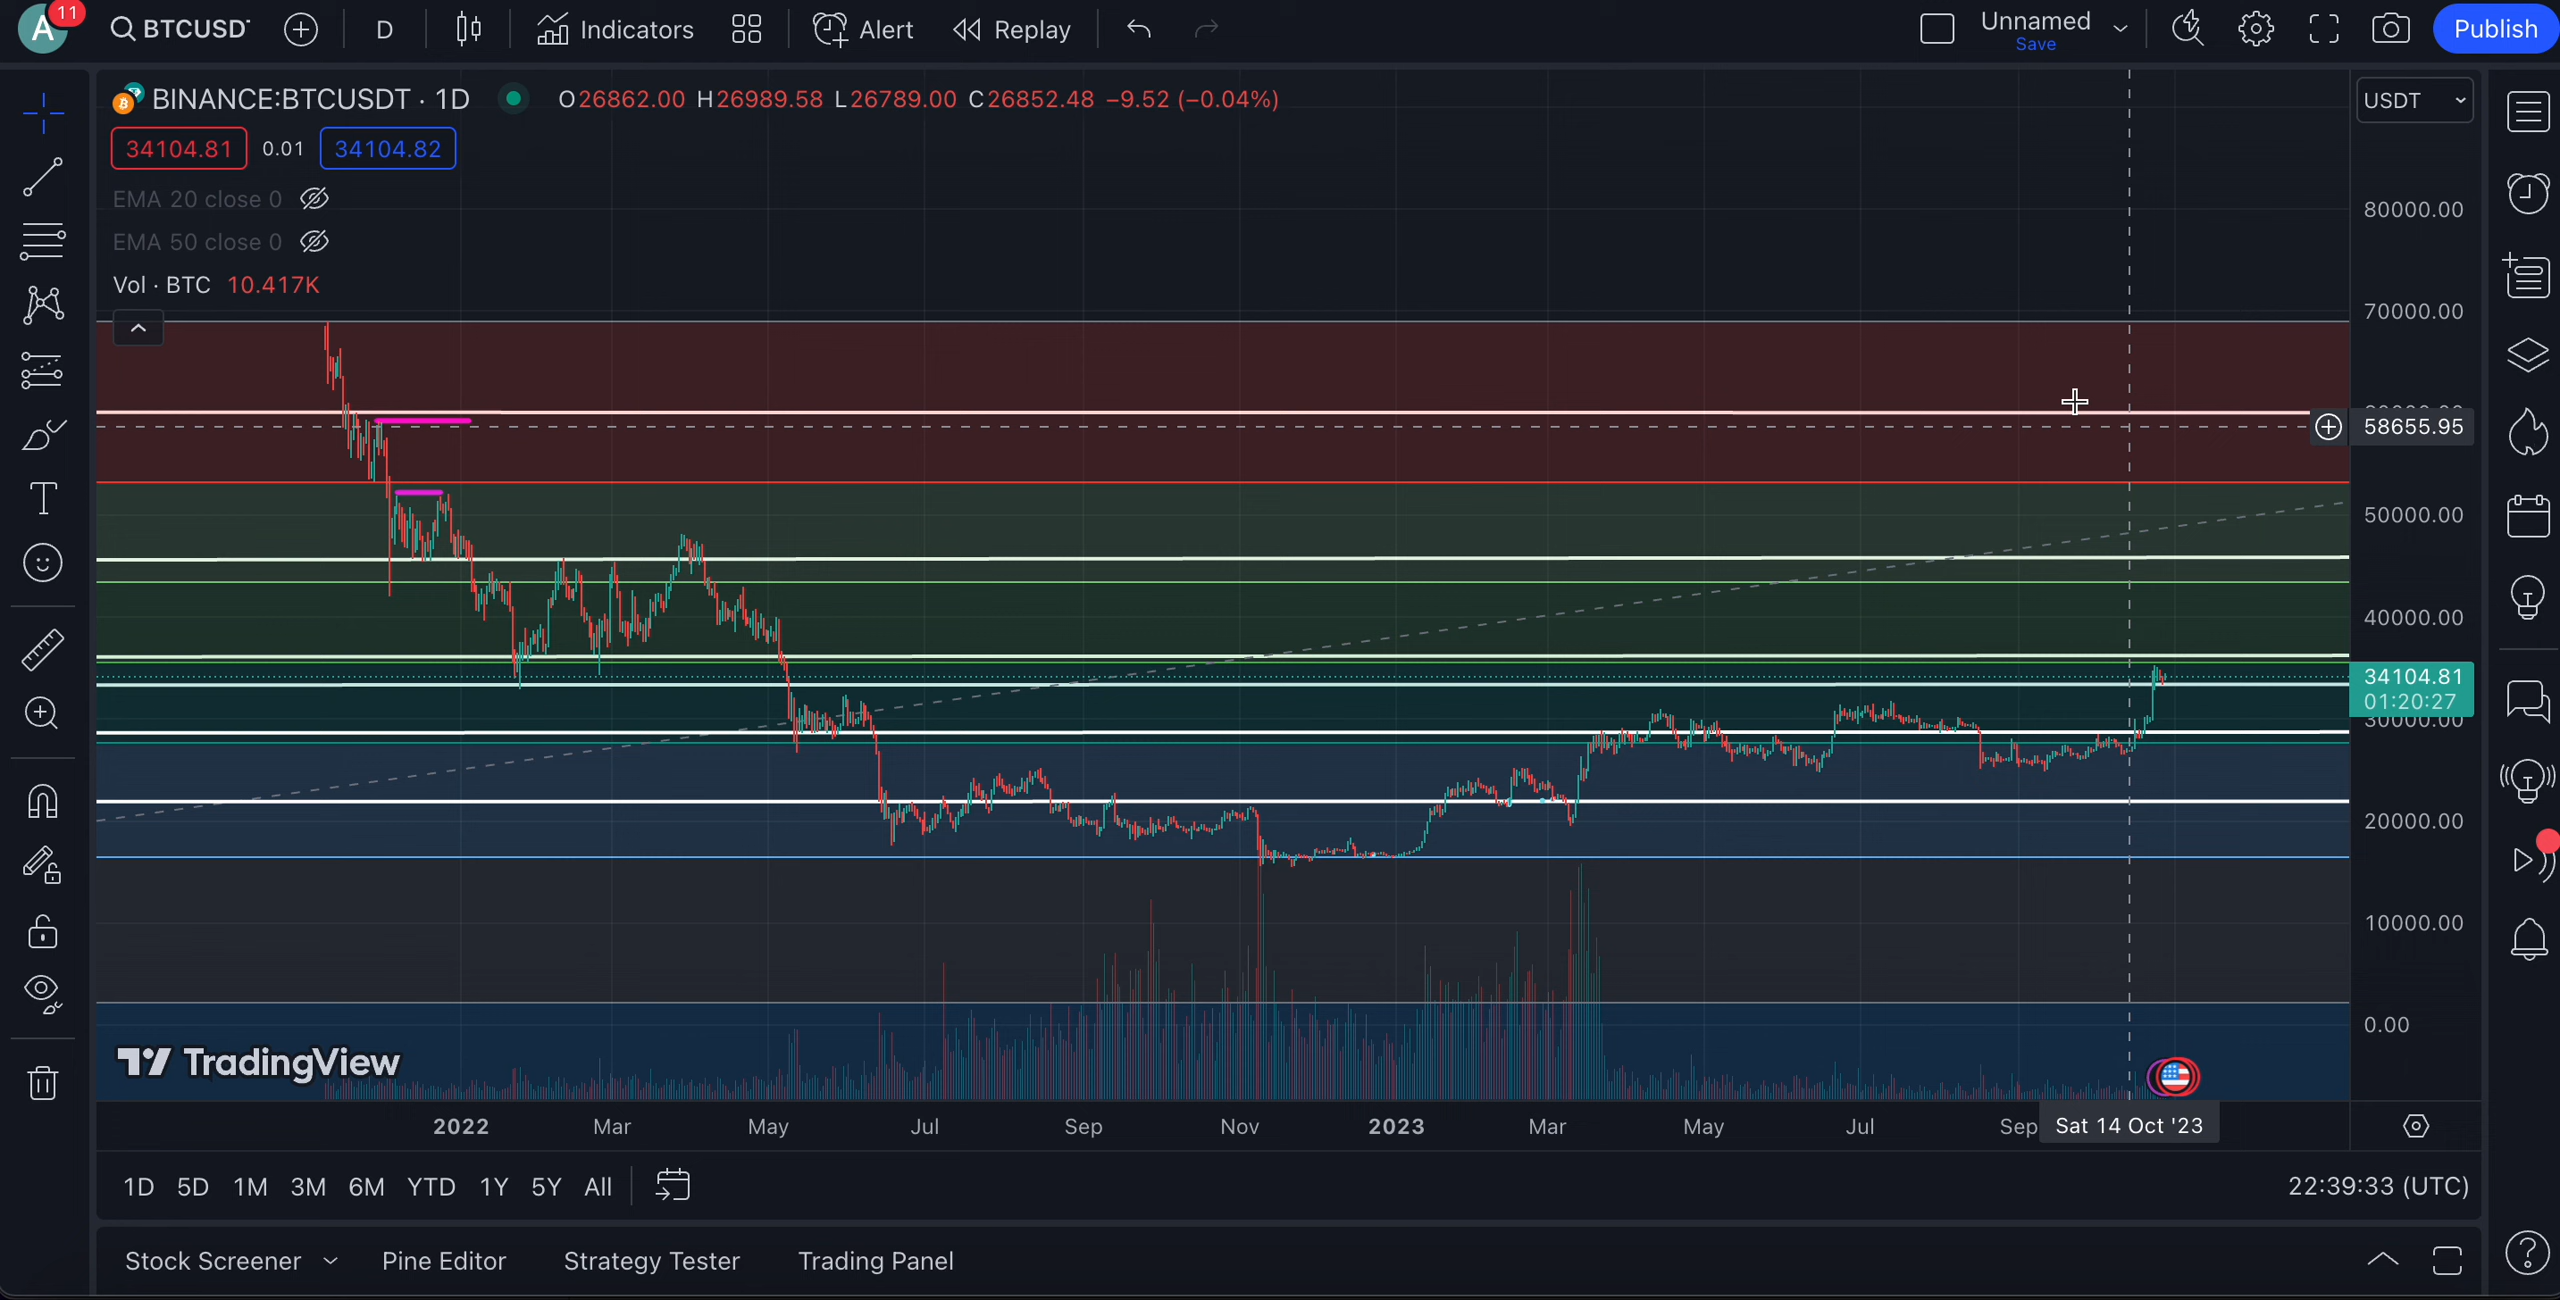 A 11 BTCUSDT D Indicators Alert Replay Unnamed Save Publish
BINANCE:BTCUSDT · 1D O26862.00 H26989.58 L26789.00 C26852.48 −9.52 (−0.04%) USDT
34104.81 0.01 34104.82
EMA 20 close 0
EMA 50 close 0
Vol · BTC 10.417K
80000.00
70000.00
58655.95
50000.00
40000.00
34104.81
01:20:27
30000.00
20000.00
10000.00
0.00
TradingView
2022 Mar May Jul Sep Nov 2023 Mar May Jul Sep Sat 14 Oct '23
1D 5D 1M 3M 6M YTD 1Y 5Y All 22:39:33 (UTC)
Stock Screener Pine Editor Strategy Tester Trading Panel